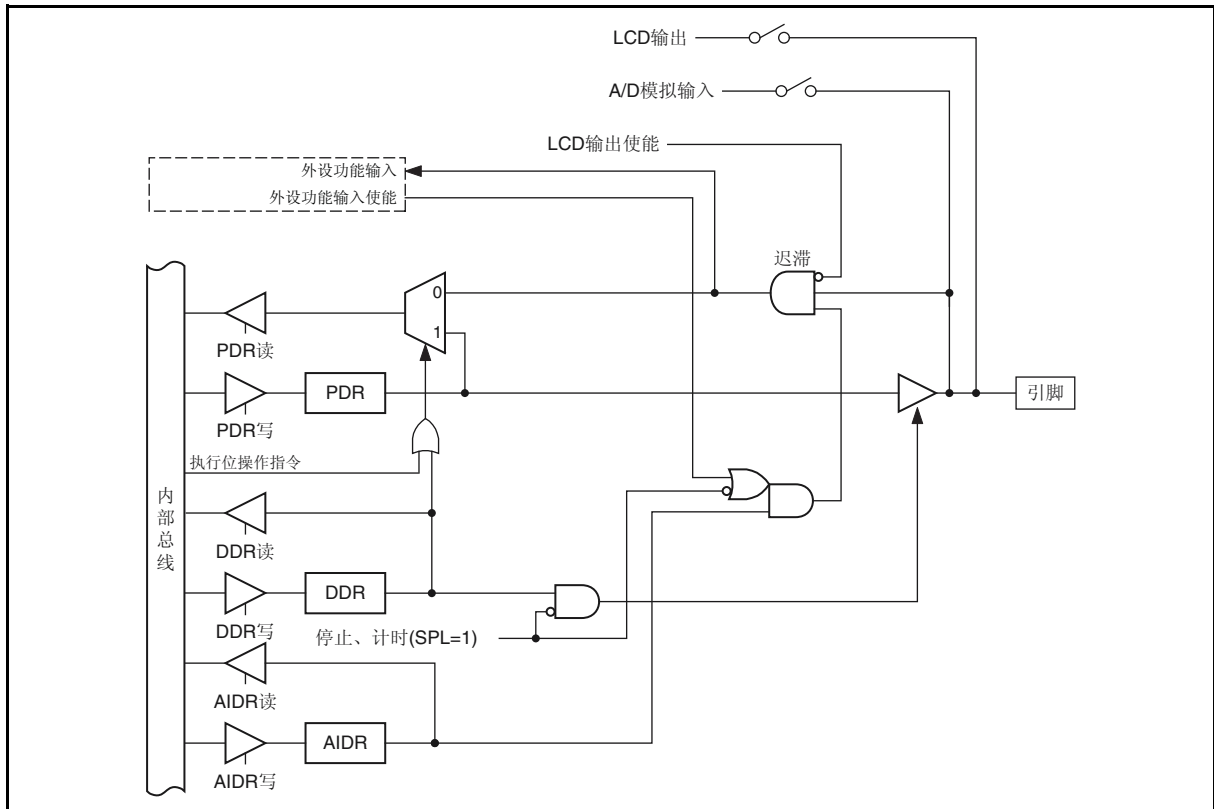 LCD输出
A/D模拟输入
LCD输出使能
外设功能输入
外设功能输入使能
迟滞
0
1
PDR读
PDR
PDR写
引脚
执行位操作指令
内部总线
DDR读
DDR
DDR写
停止、计时(SPL=1)
AIDR读
AIDR
AIDR写